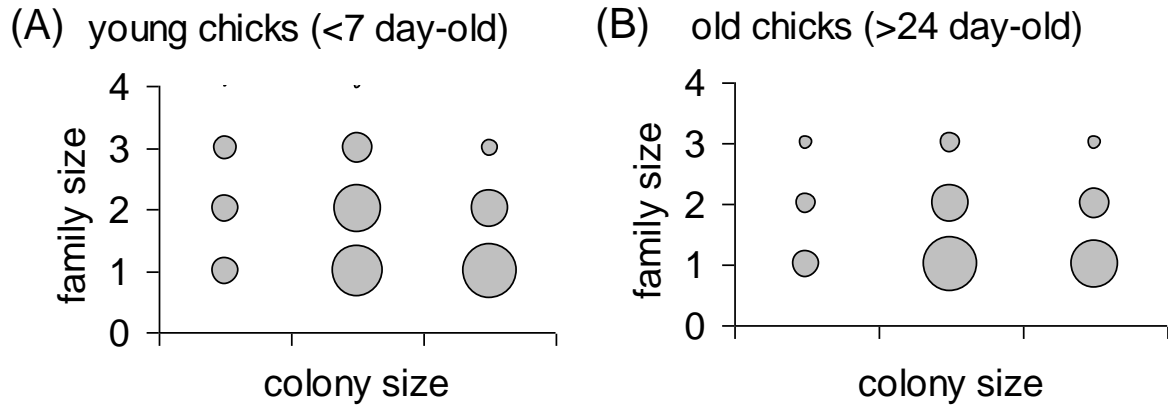 (A) young chicks (<7 day-old)
4
3
2
1
0
family size
colony size
(B) old chicks (>24 day-old)
4
3
2
1
0
family size
colony size